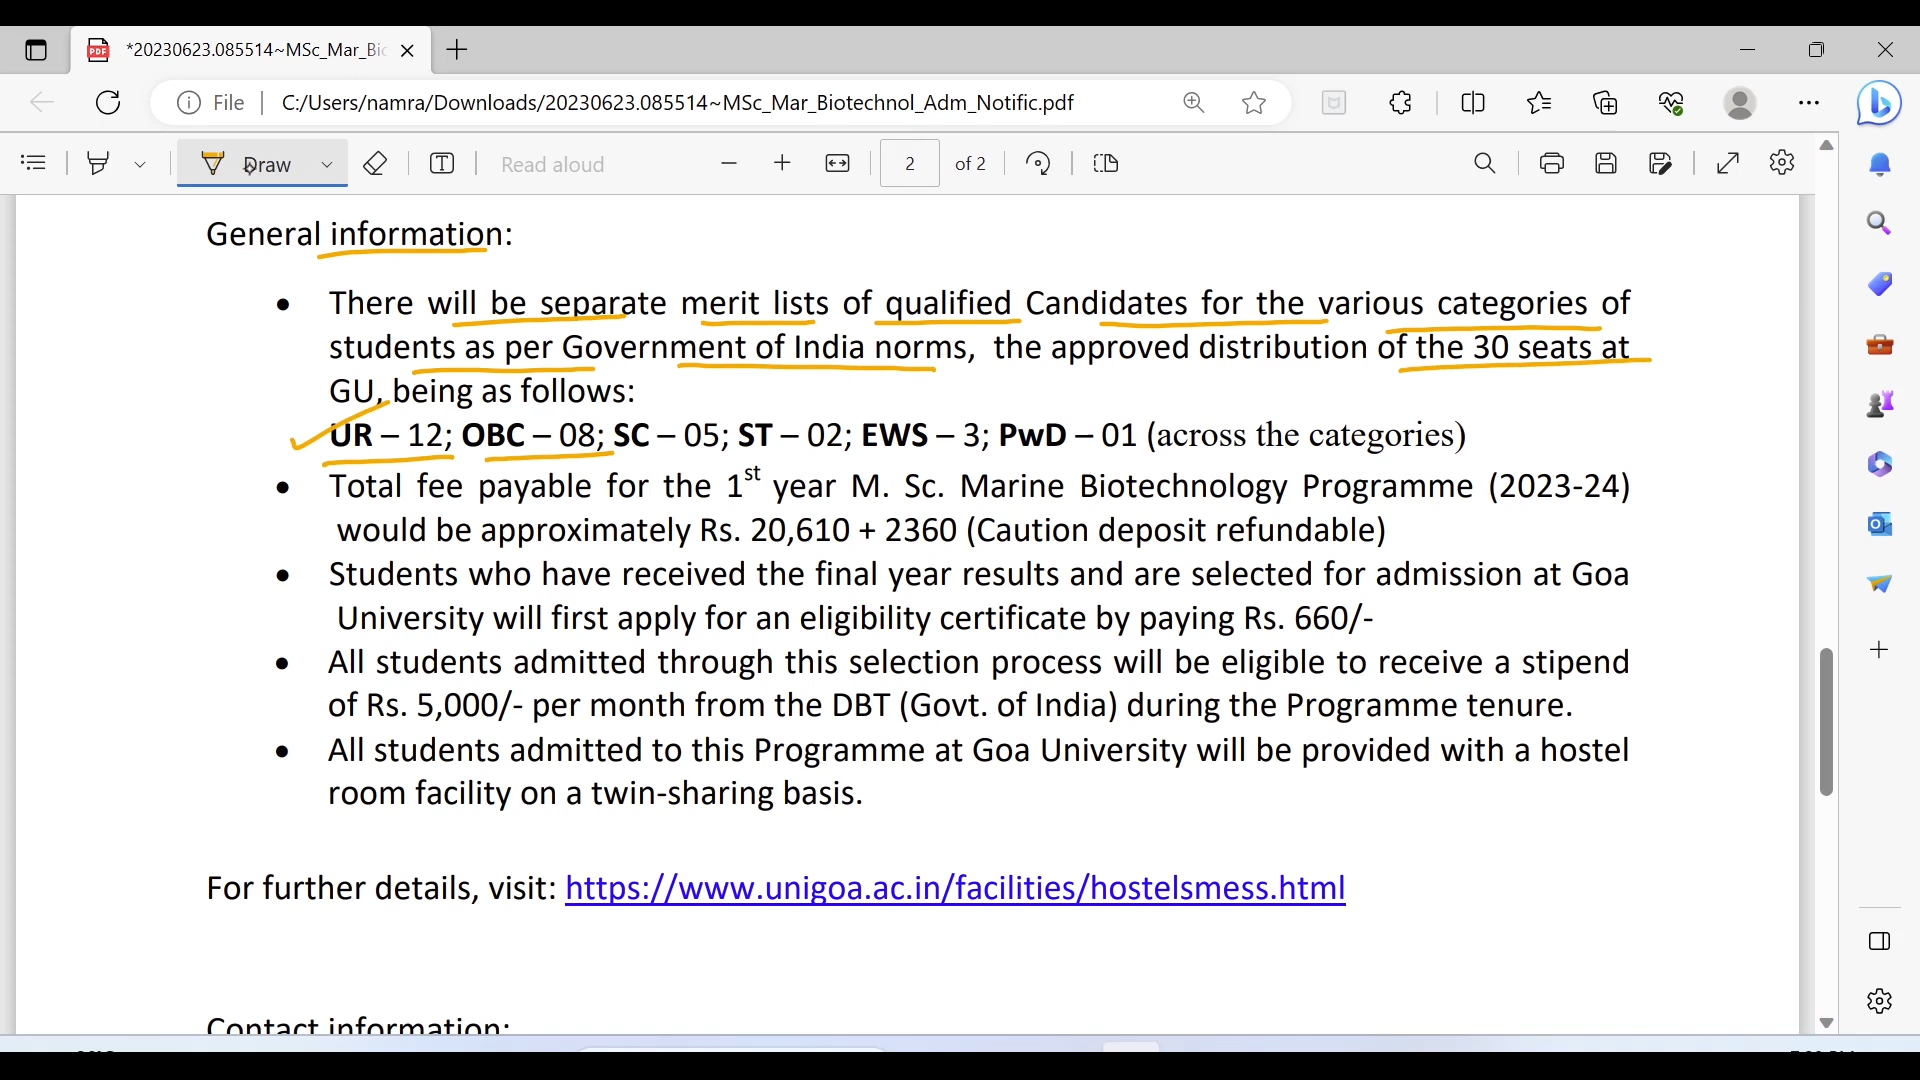 *20230623.085514~MSc_Mar_Bio
File
C:/Users/namra/Downloads/20230623.085514~MSc_Mar_Biotechnol_Adm_Notific.pdf
Draw
Read aloud
2 of 2
General information:
• There will be separate merit lists of qualified Candidates for the various categories of
students as per Government of India norms, the approved distribution of the 30 seats at
GU, being as follows:
UR – 12; OBC – 08; SC – 05; ST – 02; EWS – 3; PwD – 01 (across the categories)
• Total fee payable for the 1st year M. Sc. Marine Biotechnology Programme (2023-24)
would be approximately Rs. 20,610 + 2360 (Caution deposit refundable)
• Students who have received the final year results and are selected for admission at Goa
University will first apply for an eligibility certificate by paying Rs. 660/-
• All students admitted through this selection process will be eligible to receive a stipend
of Rs. 5,000/- per month from the DBT (Govt. of India) during the Programme tenure.
• All students admitted to this Programme at Goa University will be provided with a hostel
room facility on a twin-sharing basis.
For further details, visit: https://www.unigoa.ac.in/facilities/hostelsmess.html
Contact information: